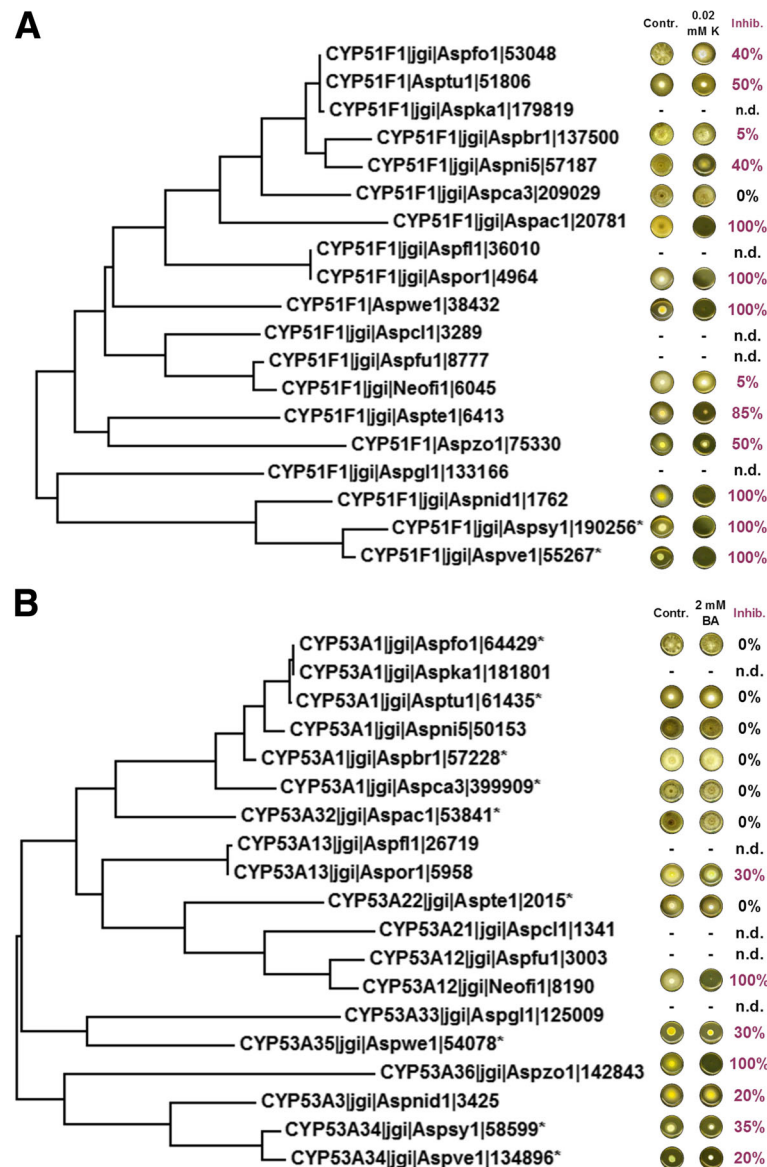 A
Contr. 0.02 mM K Inhib.
CYP51F1|jgi|Aspfo1|53048 40%
CYP51F1|Asptu1|51806 50%
CYP51F1|jgi|Aspka1|179819 - - n.d.
CYP51F1|jgi|Aspbr1|137500 5%
CYP51F1|jgi|Aspni5|57187 40%
CYP51F1|jgi|Aspca3|209029 0%
CYP51F1|jgi|Aspac1|20781 100%
CYP51F1|jgi|Aspfl1|36010 - - n.d.
CYP51F1|jgi|Aspor1|4964 100%
CYP51F1|Aspwe1|38432 100%
CYP51F1|jgi|Aspcl1|3289 - - n.d.
CYP51F1|jgi|Aspfu1|8777 - - n.d.
CYP51F1|jgi|Neofi1|6045 5%
CYP51F1|jgi|Aspte1|6413 85%
CYP51F1|Aspzo1|75330 50%
CYP51F1|jgi|Aspgl1|133166 - - n.d.
CYP51F1|jgi|Aspnid1|1762 100%
CYP51F1|jgi|Aspsy1|190256* 100%
CYP51F1|jgi|Aspve1|55267* 100%
B
Contr. 2 mM BA Inhib.
CYP53A1|jgi|Aspfo1|64429* 0%
CYP53A1|jgi|Aspka1|181801 - - n.d.
CYP53A1|jgi|Asptu1|61435* 0%
CYP53A1|jgi|Aspni5|50153 0%
CYP53A1|jgi|Aspbr1|57228* 0%
CYP53A1|jgi|Aspca3|399909* 0%
CYP53A32|jgi|Aspac1|53841* 0%
CYP53A13|jgi|Aspfl1|26719 - - n.d.
CYP53A13|jgi|Aspor1|5958 30%
CYP53A22|jgi|Aspte1|2015* 0%
CYP53A21|jgi|Aspcl1|1341 - - n.d.
CYP53A12|jgi|Aspfu1|3003 - - n.d.
CYP53A12|jgi|Neofi1|8190 100%
CYP53A33|jgi|Aspgl1|125009 - - n.d.
CYP53A35|jgi|Aspwe1|54078* 30%
CYP53A36|jgi|Aspzo1|142843 100%
CYP53A3|jgi|Aspnid1|3425 20%
CYP53A34|jgi|Aspsy1|58599* 35%
CYP53A34|jgi|Aspve1|134896* 20%